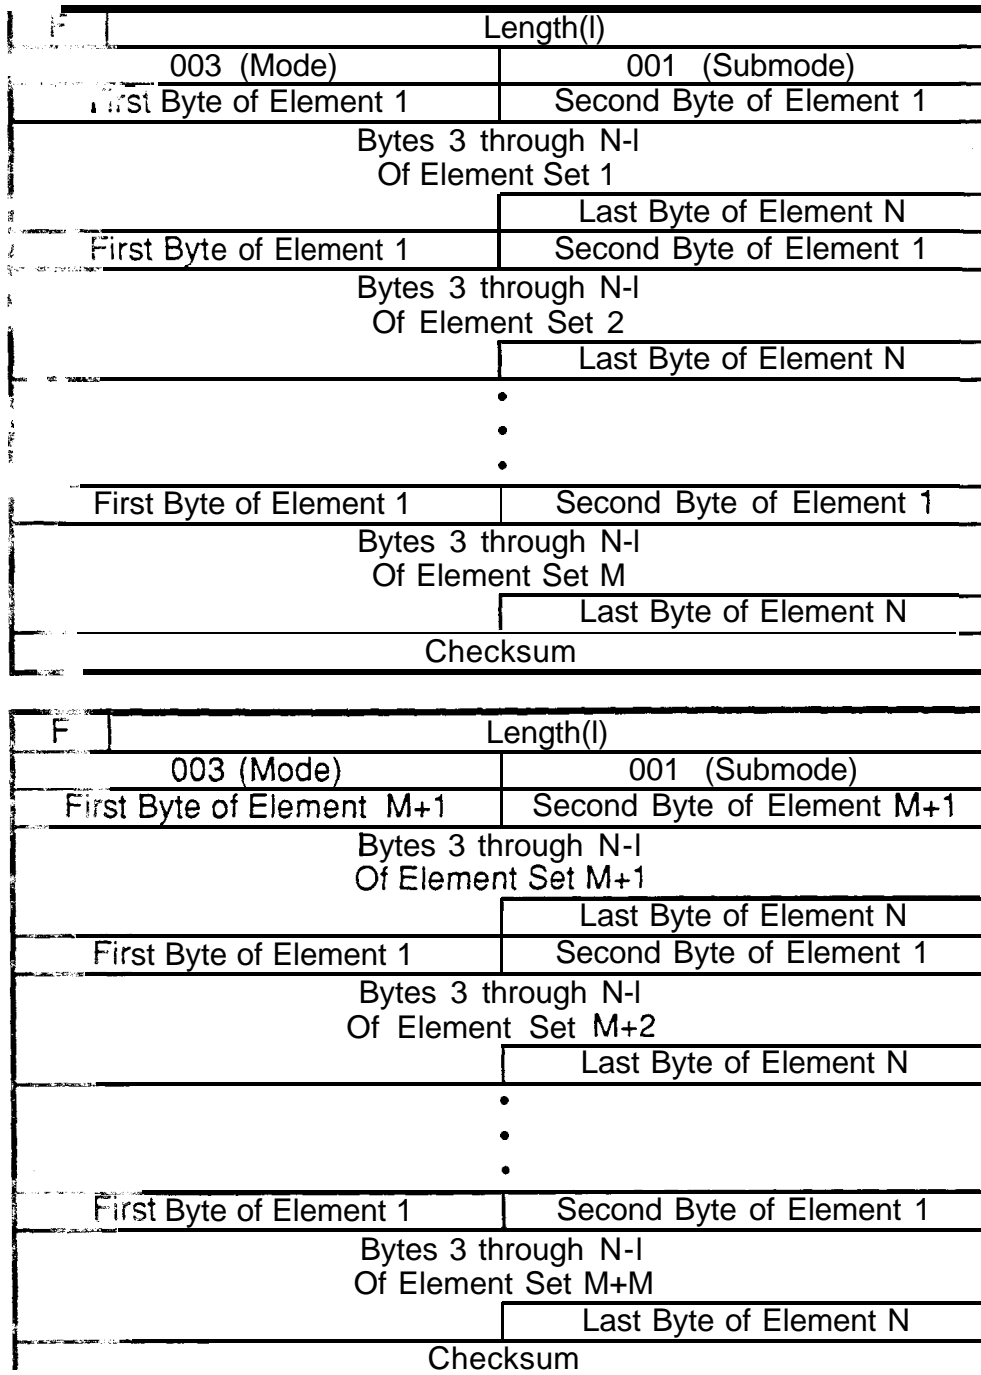 F Length(l)
003 (Mode) 001 (Submode)
First Byte of Element 1 Second Byte of Element 1
Bytes 3 through N-l
Of Element Set 1
Last Byte of Element N
First Byte of Element 1 Second Byte of Element 1
Bytes 3 through N-l
Of Element Set 2
Last Byte of Element N
•
•
•
First Byte of Element 1 Second Byte of Element 1
Bytes 3 through N-l
Of Element Set M
Last Byte of Element N
Checksum
F Length(l)
003 (Mode) 001 (Submode)
First Byte of Element M+1 Second Byte of Element M+1
Bytes 3 through N-l
Of Element Set M+1
Last Byte of Element N
First Byte of Element 1 Second Byte of Element 1
Bytes 3 through N-l
Of Element Set M+2
Last Byte of Element N
•
•
•
First Byte of Element 1 Second Byte of Element 1
Bytes 3 through N-l
Of Element Set M+M
Last Byte of Element N
Checksum